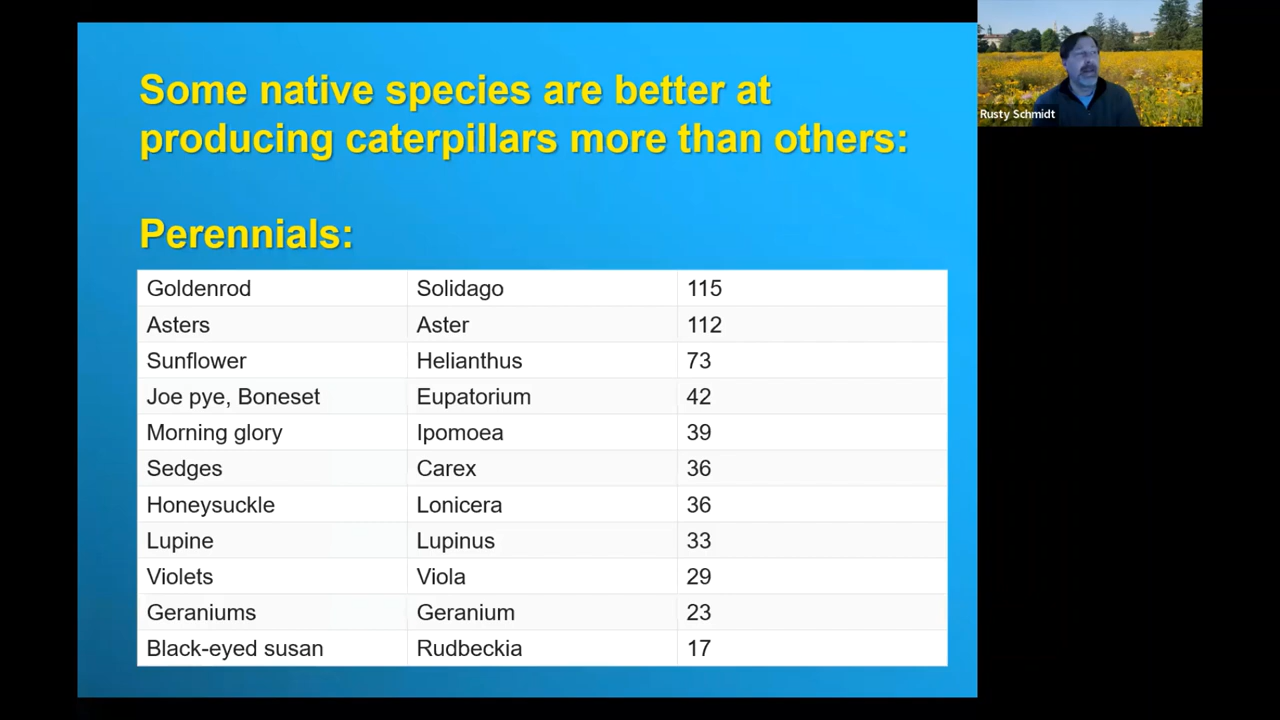 Some native species are better at
producing caterpillars more than others:
Perennials:
Goldenrod Solidago 115
Asters Aster 112
Sunflower Helianthus 73
Joe pye, Boneset Eupatorium 42
Morning glory Ipomoea 39
Sedges Carex 36
Honeysuckle Lonicera 36
Lupine Lupinus 33
Violets Viola 29
Geraniums Geranium 23
Black-eyed susan Rudbeckia 17
Rusty Schmidt